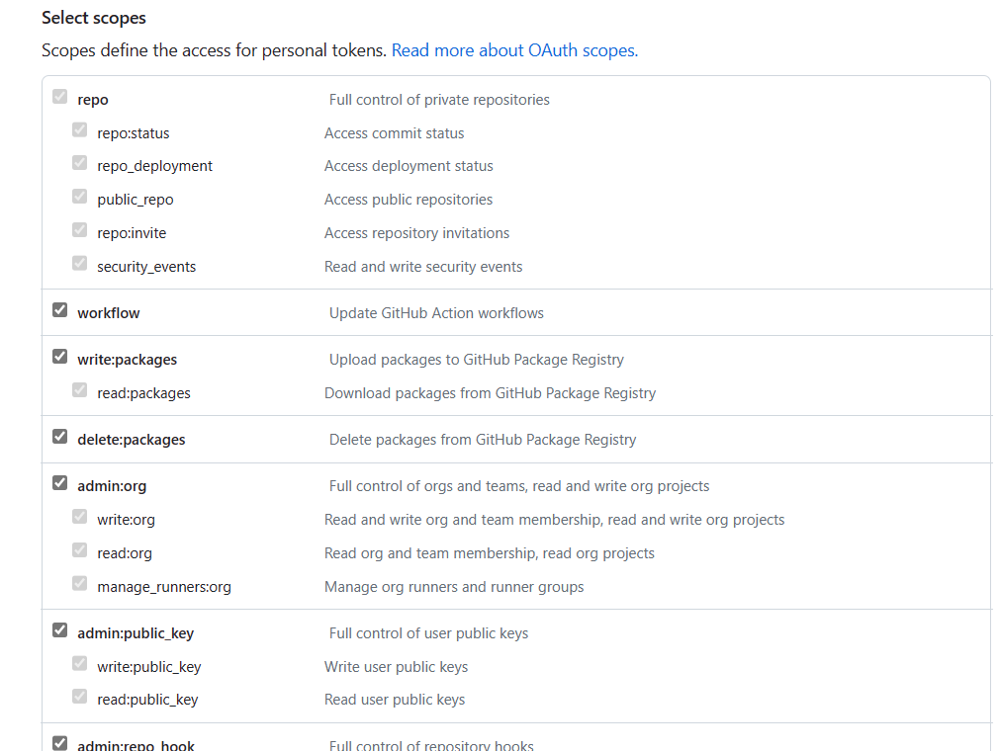 Select scopes
Scopes define the access for personal tokens. Read more about OAuth scopes.
repo Full control of private repositories
repo:status Access commit status
repo_deployment Access deployment status
public_repo Access public repositories
repo:invite Access repository invitations
security_events Read and write security events
workflow Update GitHub Action workflows
write:packages Upload packages to GitHub Package Registry
read:packages Download packages from GitHub Package Registry
delete:packages Delete packages from GitHub Package Registry
admin:org Full control of orgs and teams, read and write org projects
write:org Read and write org and team membership, read and write org projects
read:org Read org and team membership, read org projects
manage_runners:org Manage org runners and runner groups
admin:public_key Full control of user public keys
write:public_key Write user public keys
read:public_key Read user public keys
admin:repo_hook Full control of repository hooks